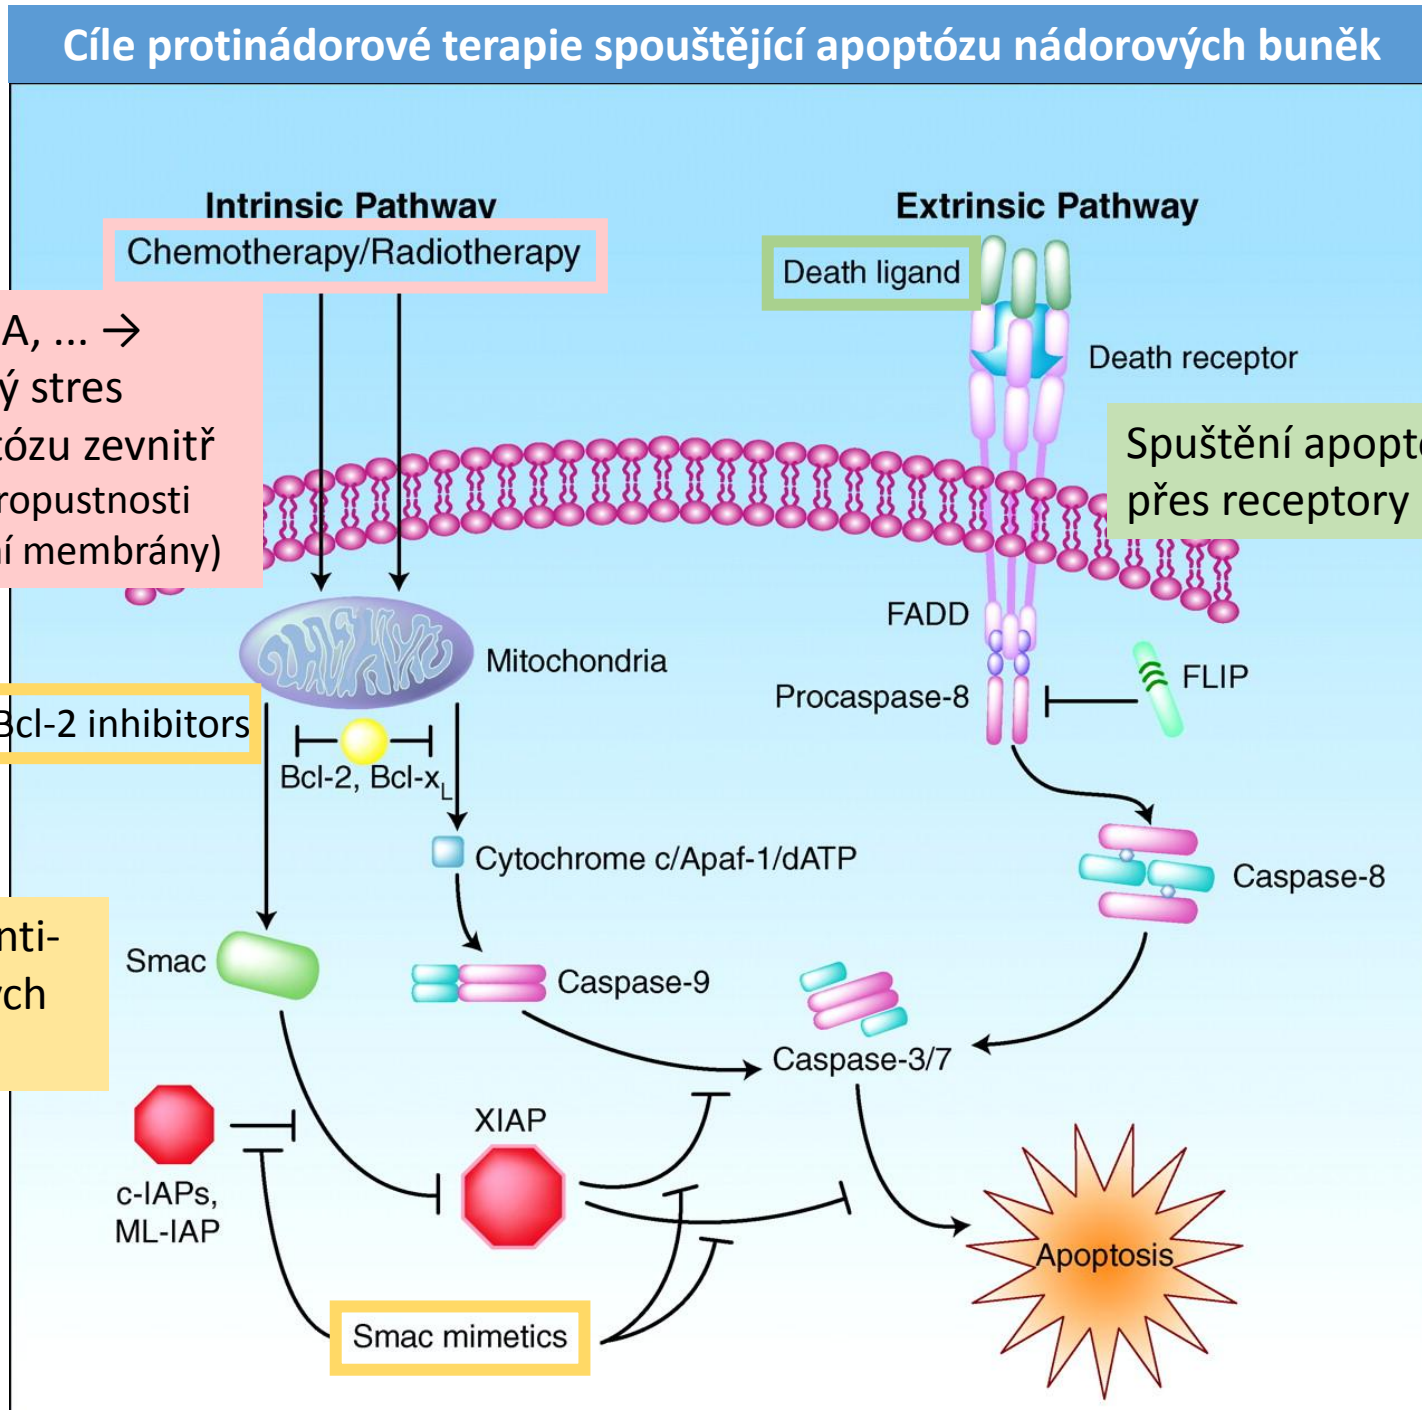 Cíle protinádorové terapie spouštějící apoptózu nádorových buněk
Intrinsic Pathway
Chemotherapy/Radiotherapy
A, ... →
ý stres
tózu zevnitř
ropustnosti
ní membrány)
Extrinsic Pathway
Death ligand
Death receptor
Spuštění apopt
přes receptory
FADD
Procaspase-8
FLIP
Mitochondria
Bcl-2 inhibitors
Bcl-2, Bcl-xL
Cytochrome c/Apaf-1/dATP
Caspase-8
nti-
ých
Smac
Caspase-9
Caspase-3/7
XIAP
c-IAPs,
ML-IAP
Apoptosis
Smac mimetics